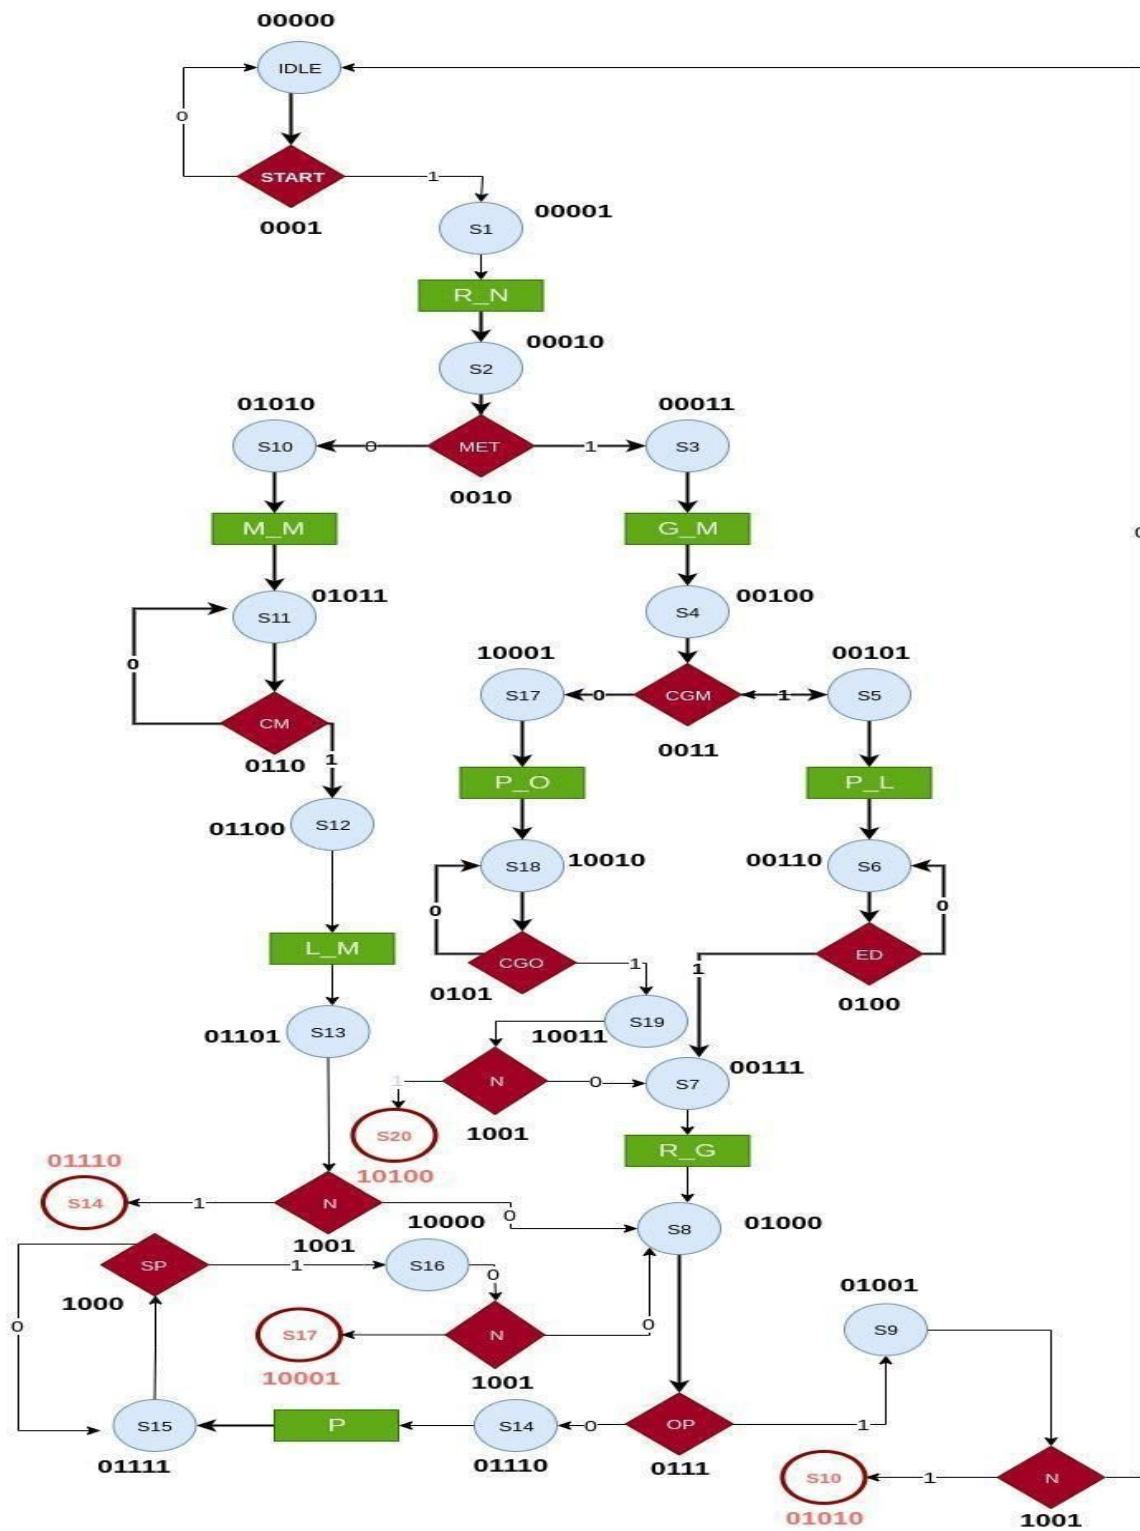 00000
IDLE
0
START
1
0001
00001
S1
R_N
00010
S2
01010
00011
S10
0
MET
1
S3
0010
M_M
G_M
0
01011
S11
00100
S4
10001
00101
0
S17
0
CGM
1
S5
CM
0011
0110
1
P_O
P_L
01100
S12
S18
10010
00110
S6
0
0
L_M
CGO
1
1
ED
0101
0100
01101
S13
10011
S19
00111
1
N
0
S7
1001
S20
R_G
01110
10100
S14
1
N
0
10000
S8
01000
1001
SP
1
S16
0
01001
1000
0
S17
N
0
S9
10001
1001
S15
P
S14
0
OP
1
01111
01110
0111
S10
1
N
01010
1001